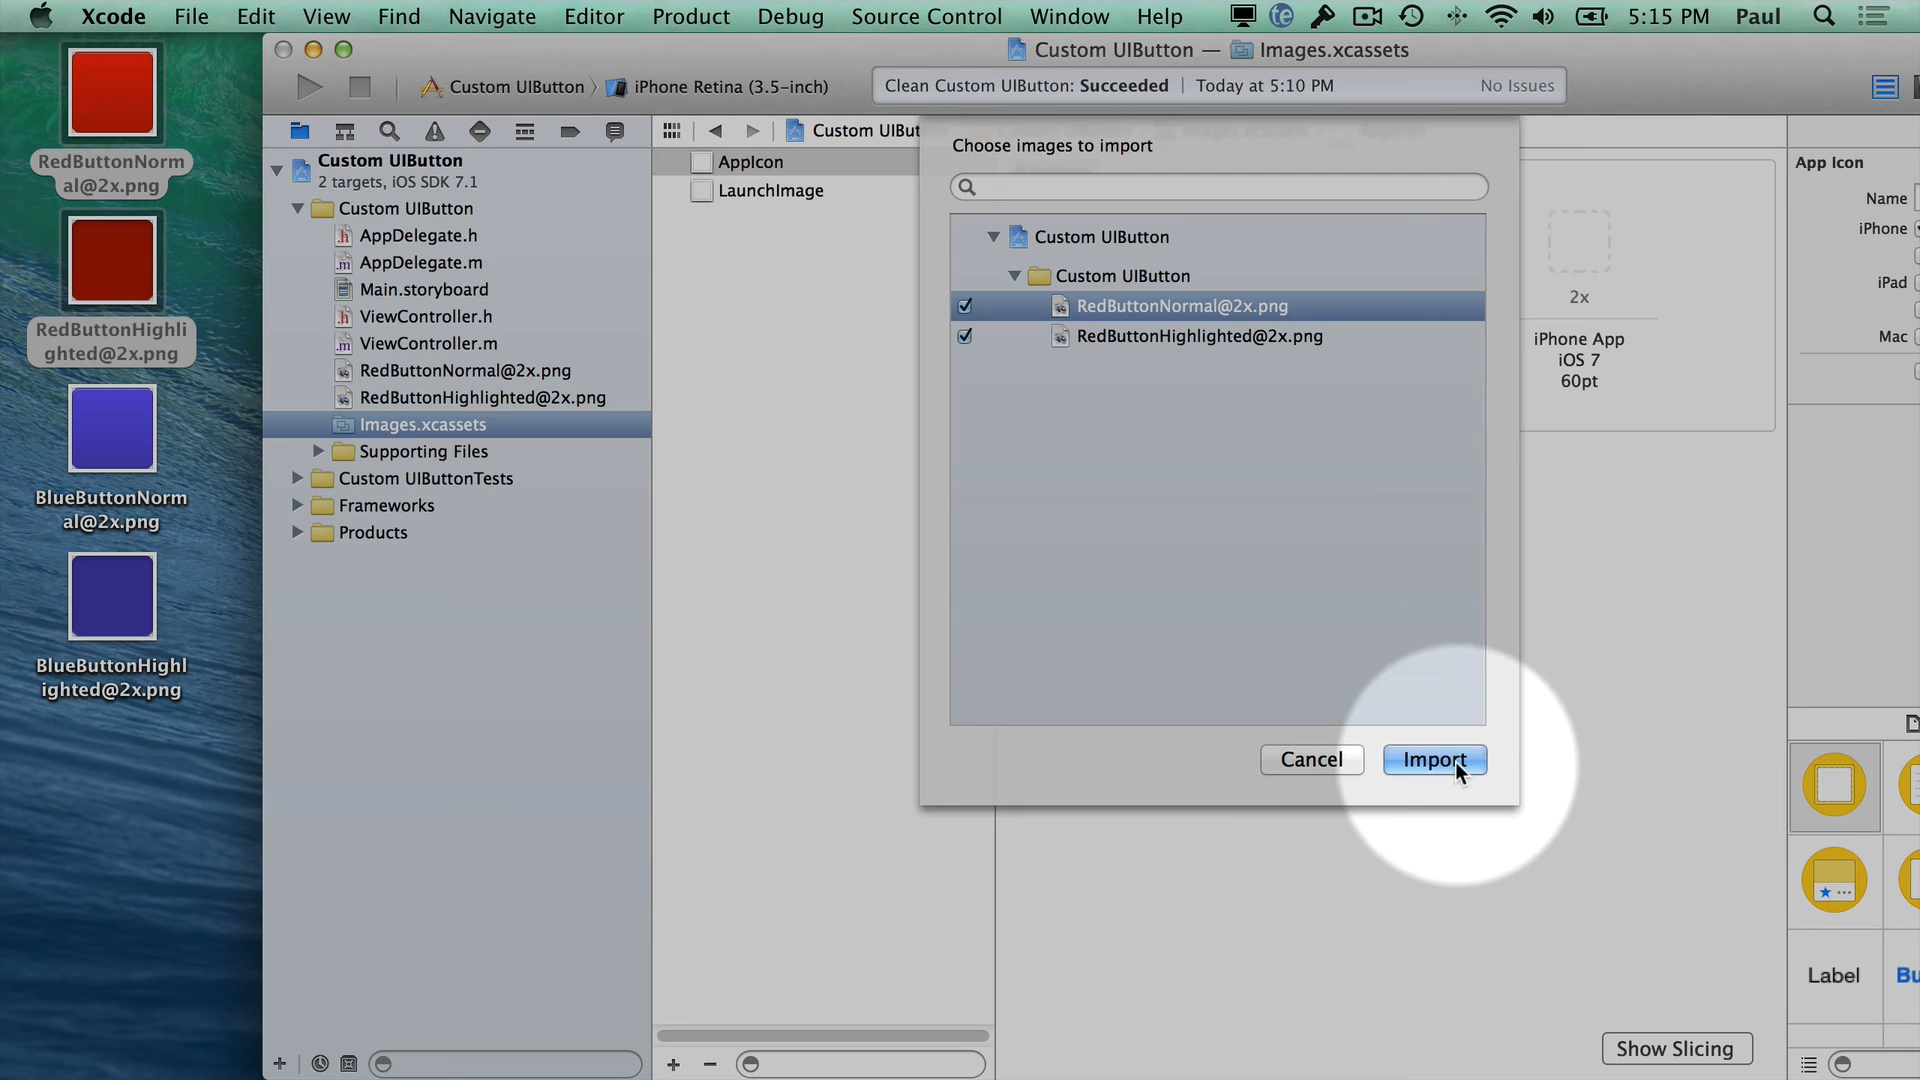 Xcode File Edit View Find Navigate Editor Product Debug Source Control Window Help te 5:15 PM Paul
Custom UIButton — Images.xcassets
Custom UIButton iPhone Retina (3.5-inch)
Clean Custom UIButton: Succeeded Today at 5:10 PM No Issues
RedButtonNorm
al@2x.png
RedButtonHighli
ghted@2x.png
BlueButtonNorm
al@2x.png
BlueButtonHighl
ighted@2x.png
Custom UIButton
2 targets, iOS SDK 7.1
Custom UIButton
AppDelegate.h
AppDelegate.m
Main.storyboard
ViewController.h
ViewController.m
RedButtonNormal@2x.png
RedButtonHighlighted@2x.png
Images.xcassets
Supporting Files
Custom UIButtonTests
Frameworks
Products
Custom UIBut
AppIcon
LaunchImage
Choose images to import
Custom UIButton
Custom UIButton
RedButtonNormal@2x.png
RedButtonHighlighted@2x.png
Cancel
Import
2x
iPhone App
iOS 7
60pt
App Icon
Name
iPhone
iPad
Mac
Label
Bu
Show Slicing